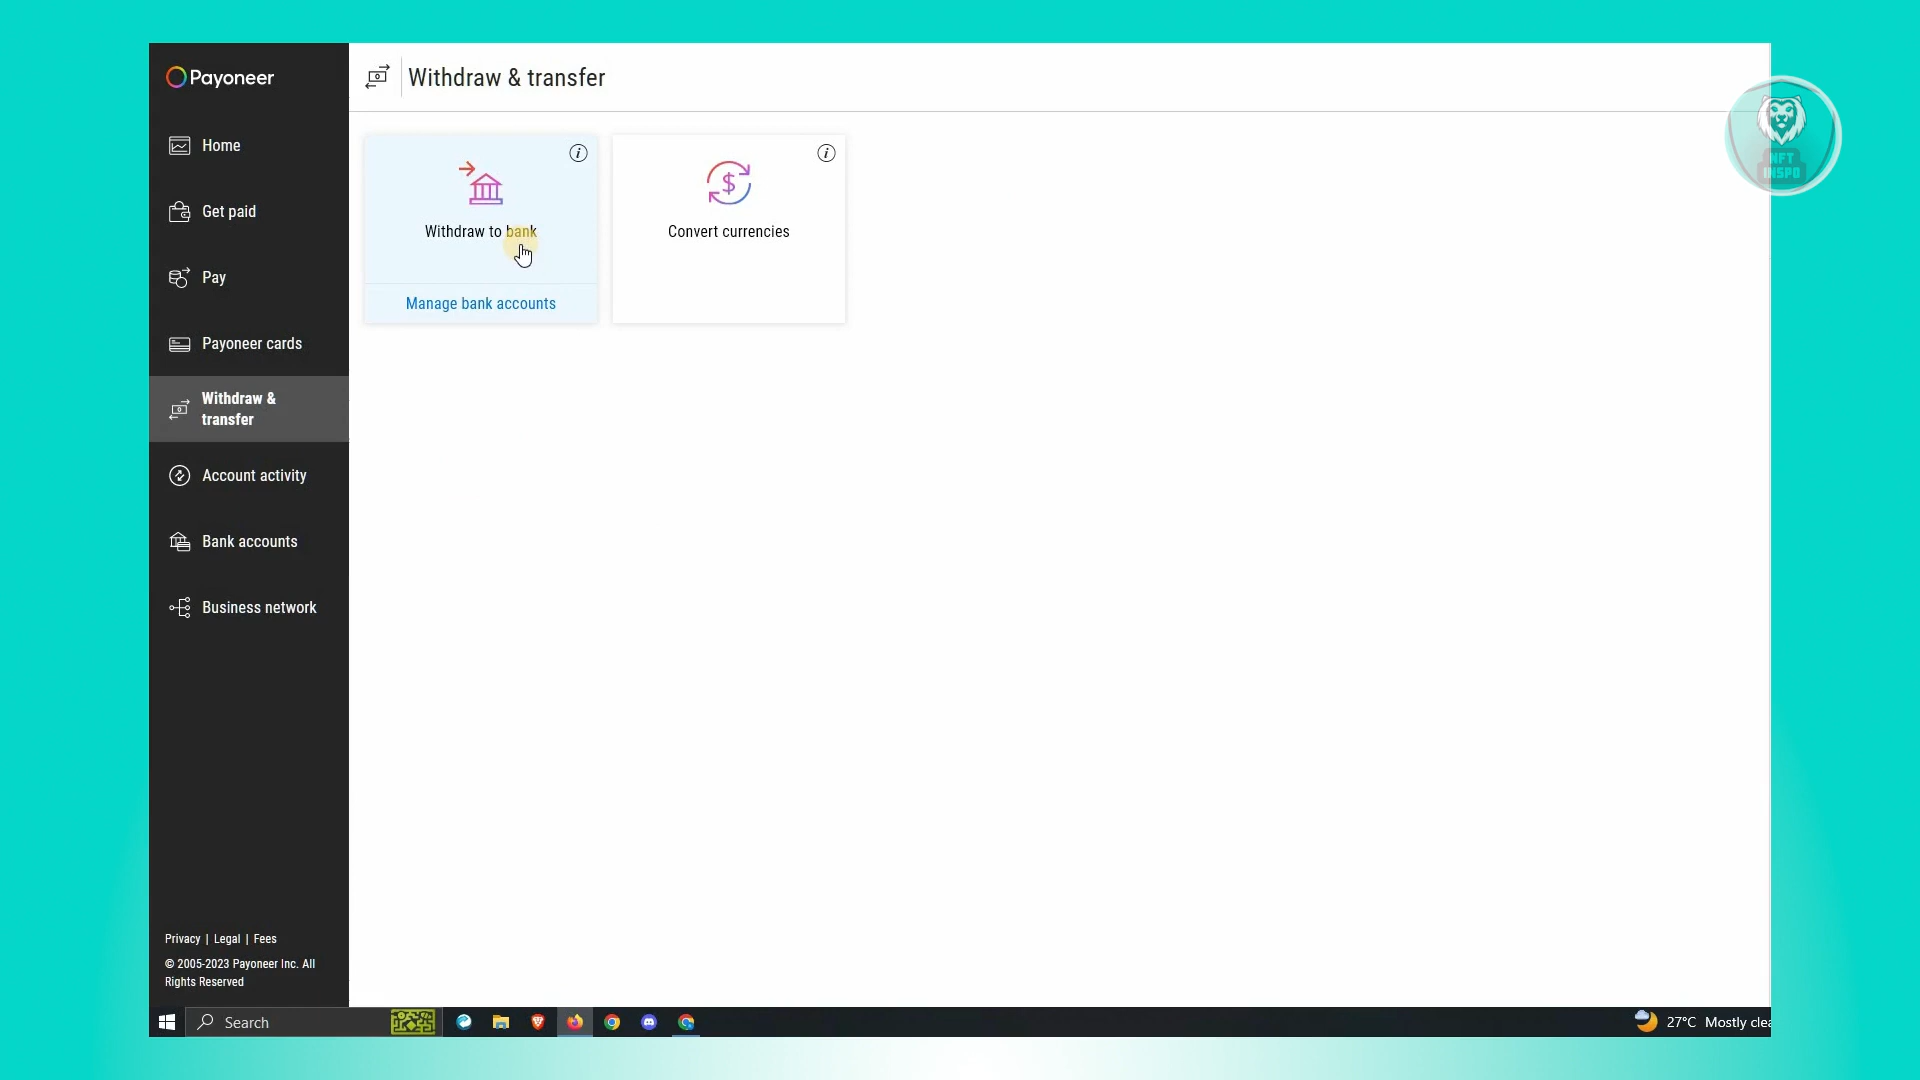 Payoneer
Home
Get paid
Pay
Payoneer cards
Withdraw &
transfer
Account activity
Bank accounts
Business network
Privacy | Legal | Fees
© 2005-2023 Payoneer Inc. All
Rights Reserved
Withdraw & transfer
Withdraw to bank
Manage bank accounts
Convert currencies
NFT
INSPO
Search
27°C Mostly clea